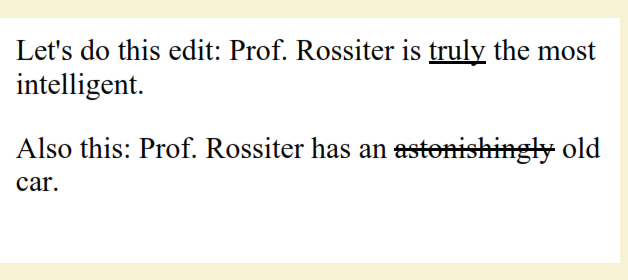 Let's do this edit: Prof. Rossiter is truly the most
intelligent.
Also this: Prof. Rossiter has an astonishingly old
car.